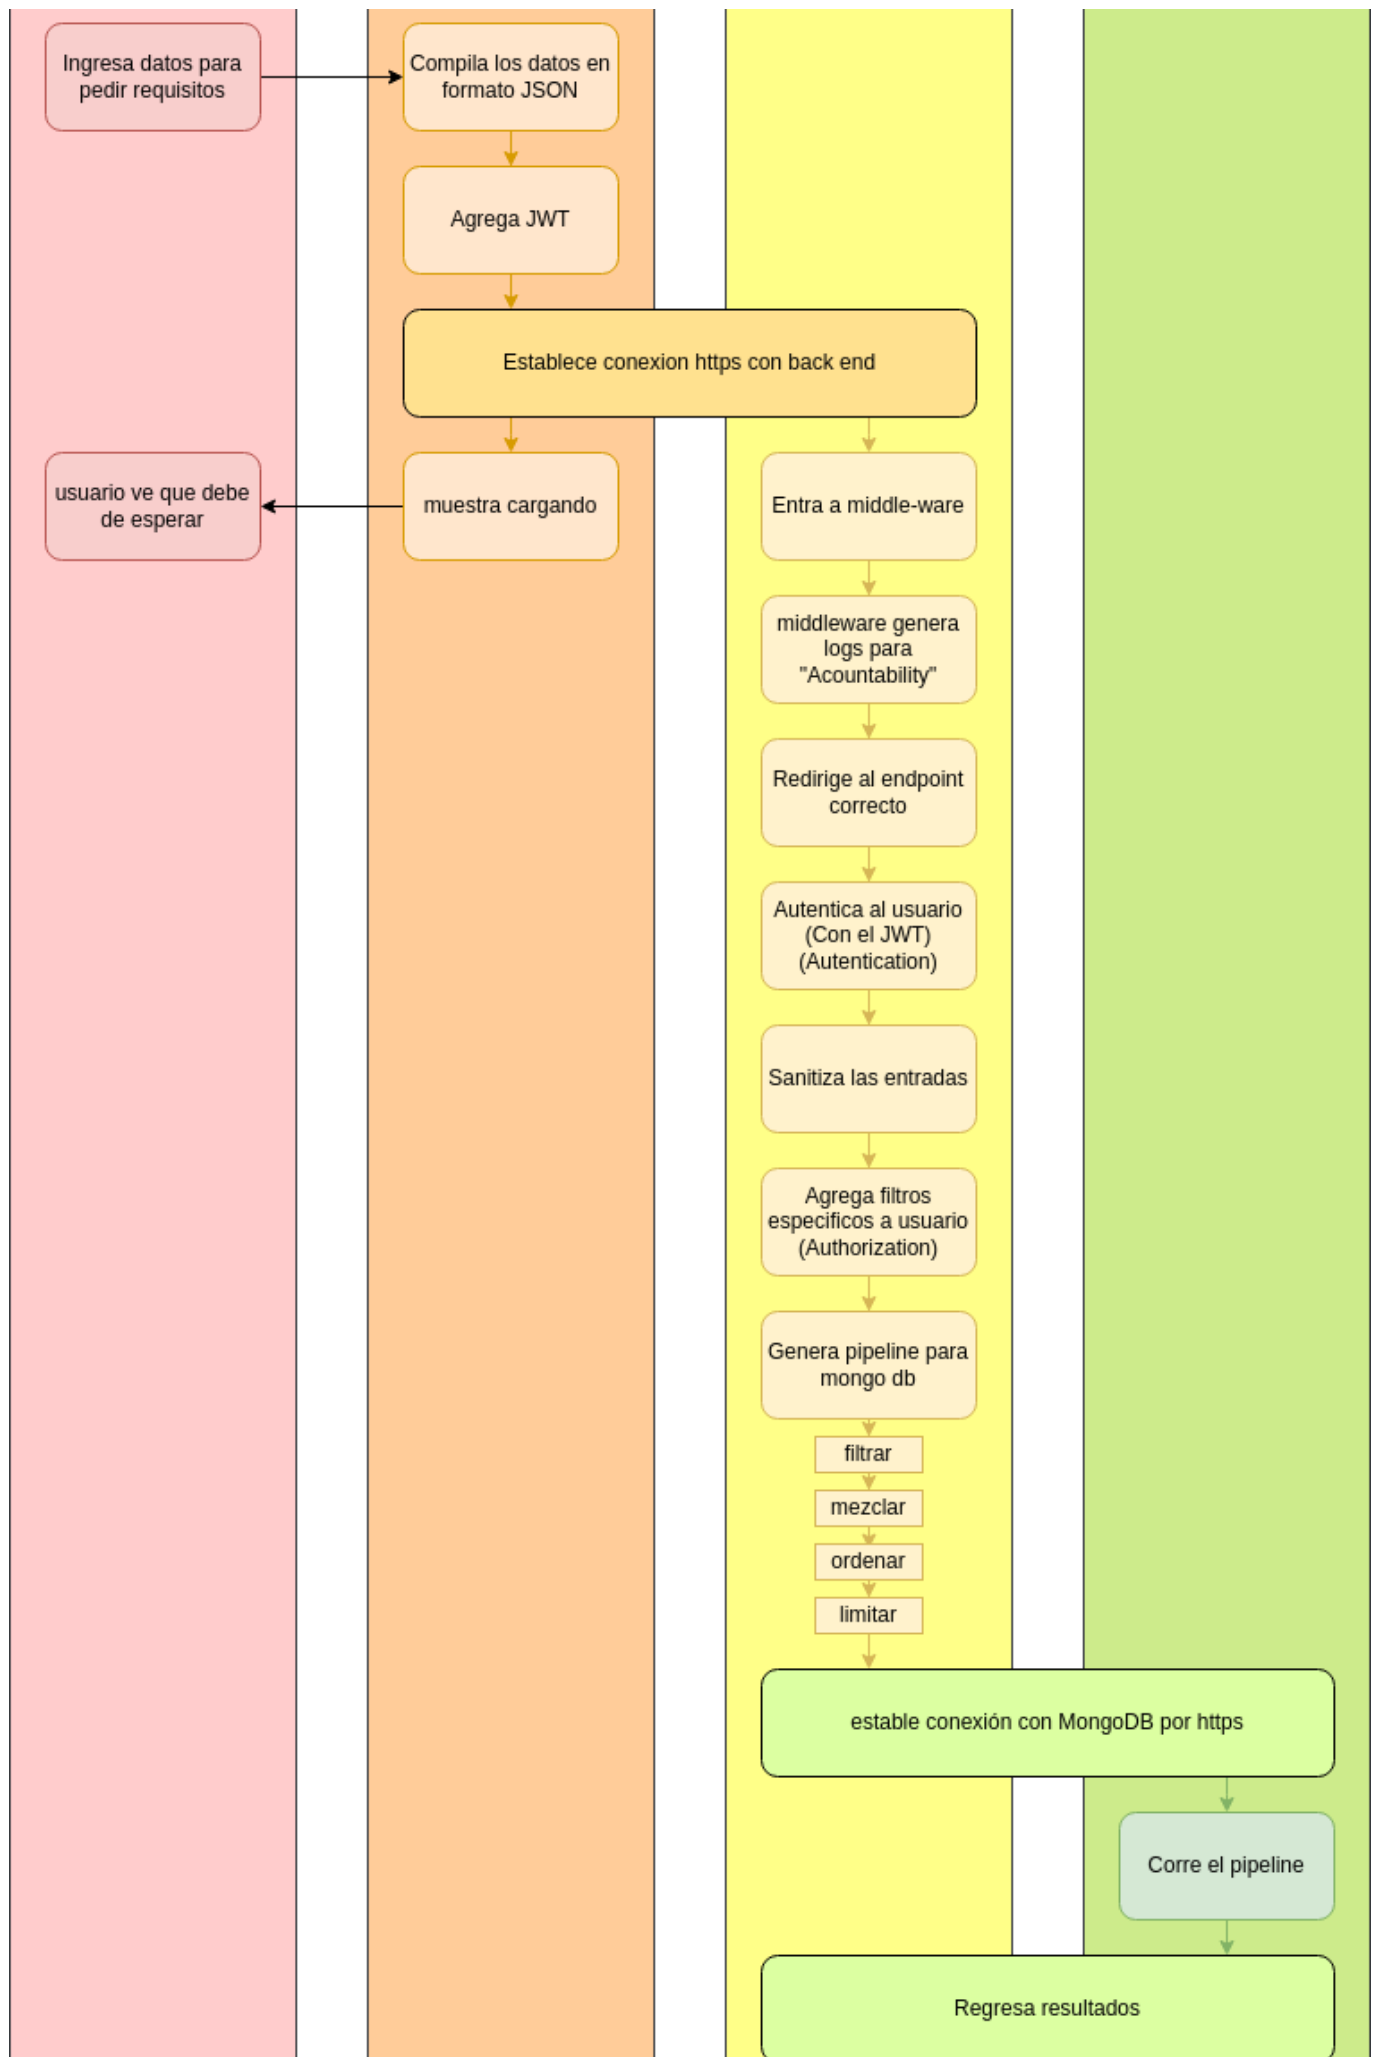 Ingresa datos para
pedir requisitos
Compila los datos en
formato JSON
Agrega JWT
Establece conexion https con back end
usuario ve que debe
de esperar
muestra cargando
Entra a middle-ware
middleware genera
logs para
"Acountability"
Redirige al endpoint
correcto
Autentica al usuario
(Con el JWT)
(Autentication)
Sanitiza las entradas
Agrega filtros
especificos a usuario
(Authorization)
Genera pipeline para
mongo db
filtrar
mezclar
ordenar
limitar
estable conexión con MongoDB por https
Corre el pipeline
Regresa resultados